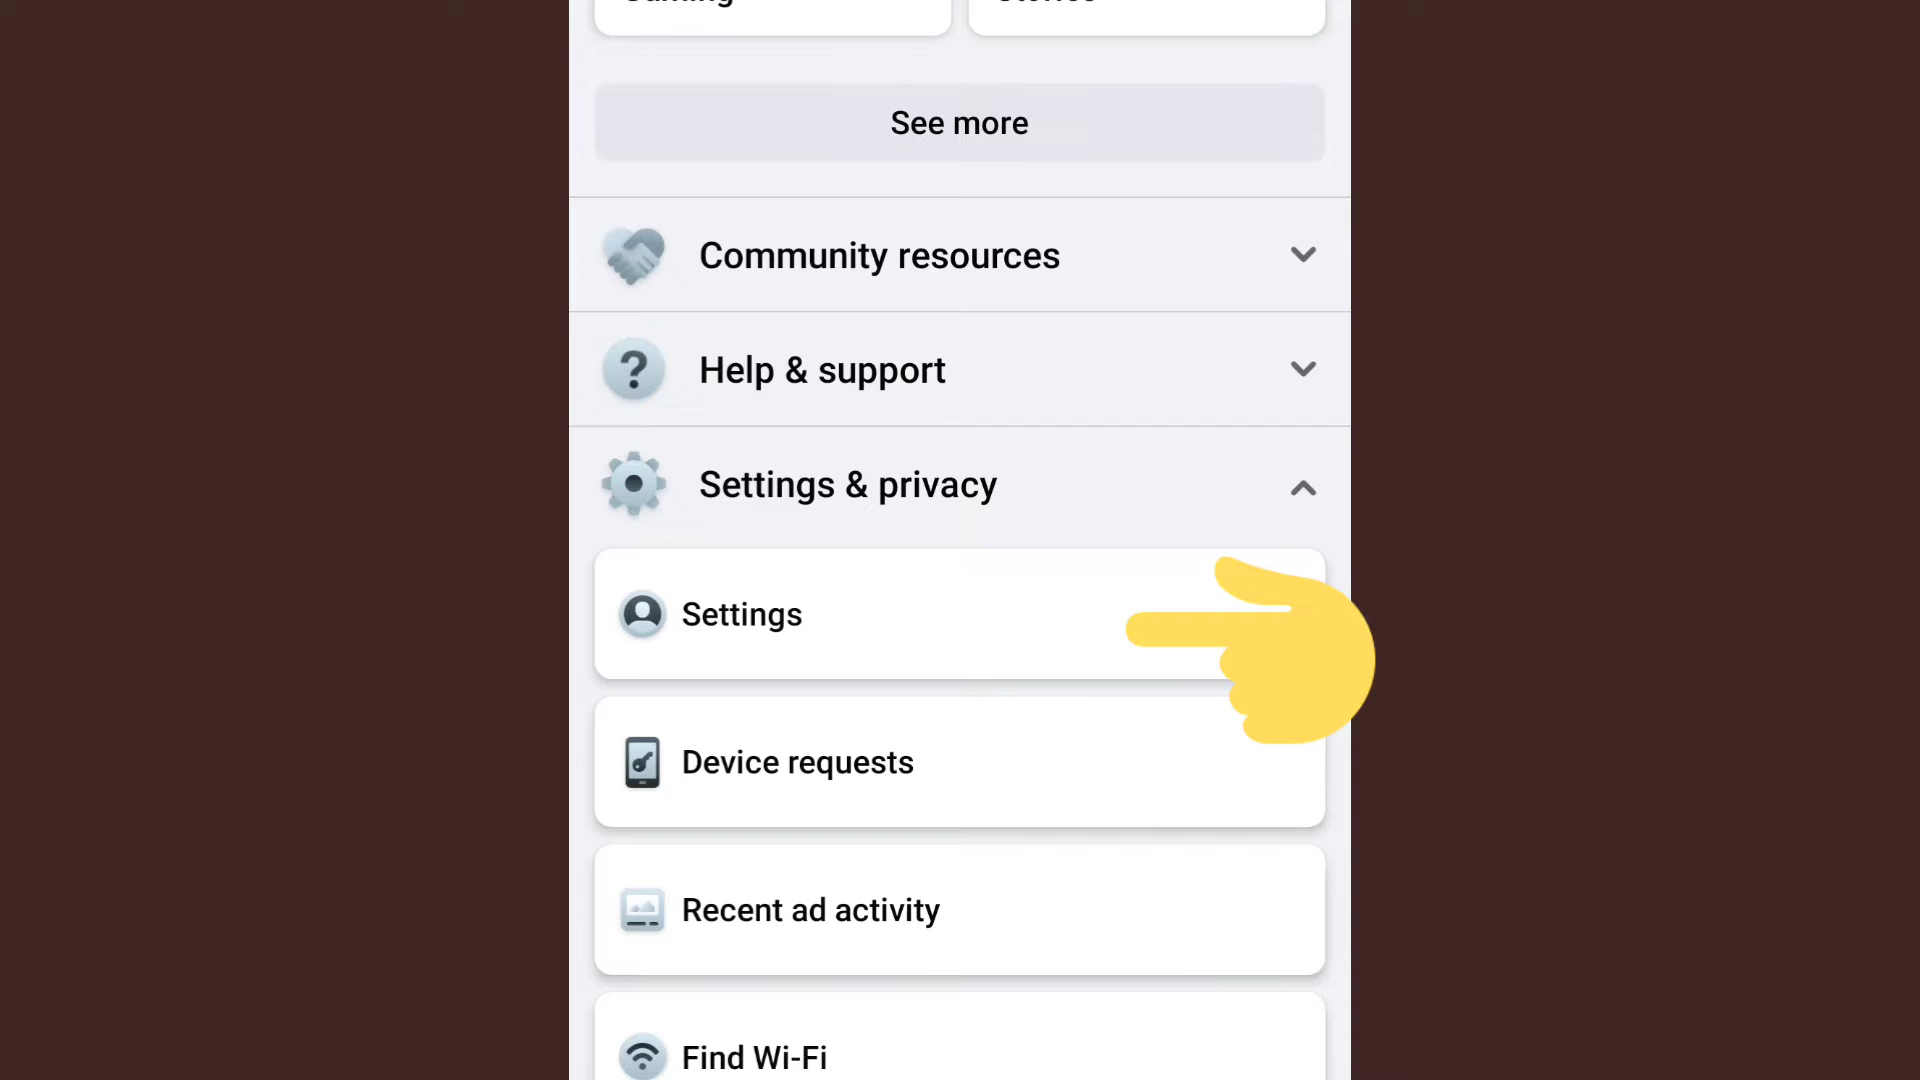 See more
Community resources
Help & support
Settings & privacy
Settings
Device requests
Recent ad activity
Find Wi-Fi